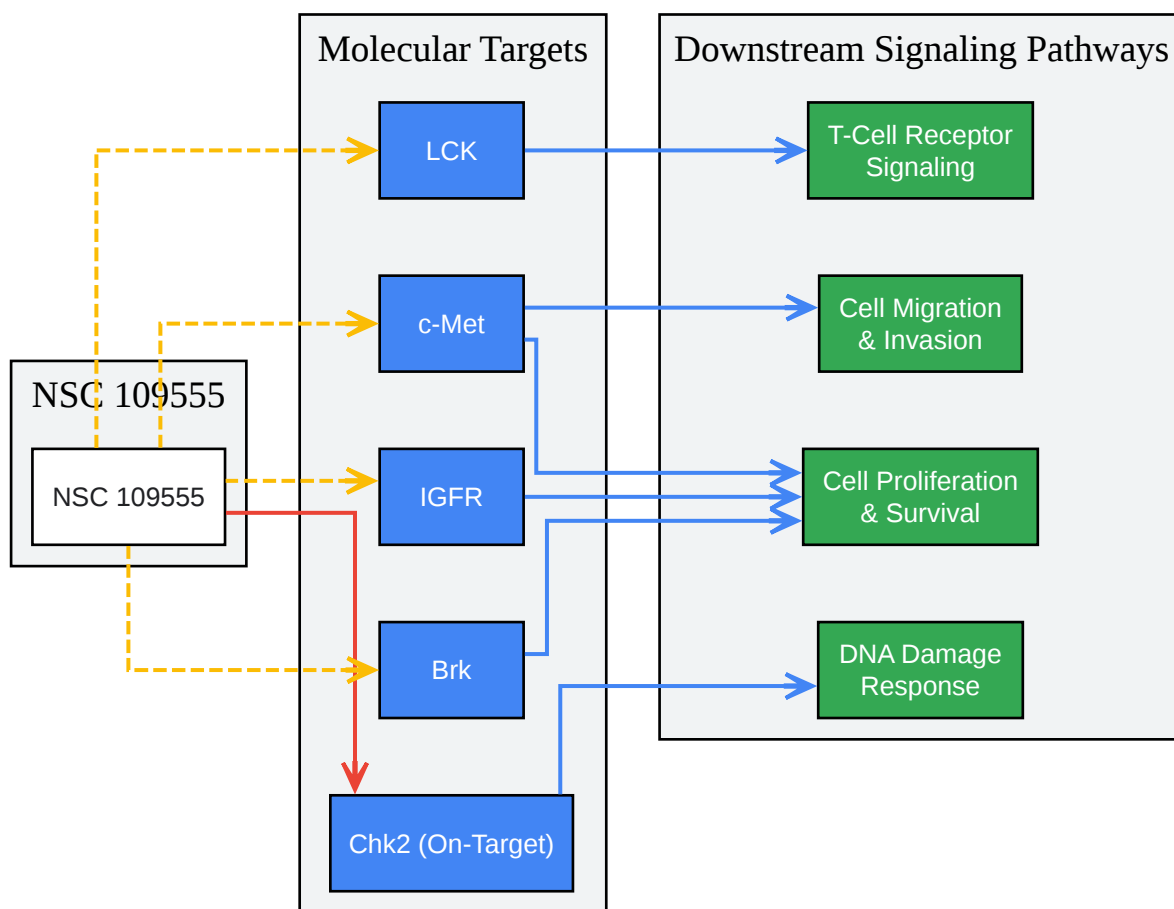 Molecular Targets
Downstream Signaling Pathways
LCK
T-Cell Receptor
Signaling
c-Met
Cell Migration
& Invasion
NSC 109555
NSC 109555
IGFR
Cell Proliferation
& Survival
Brk
DNA Damage
Response
Chk2 (On-Target)